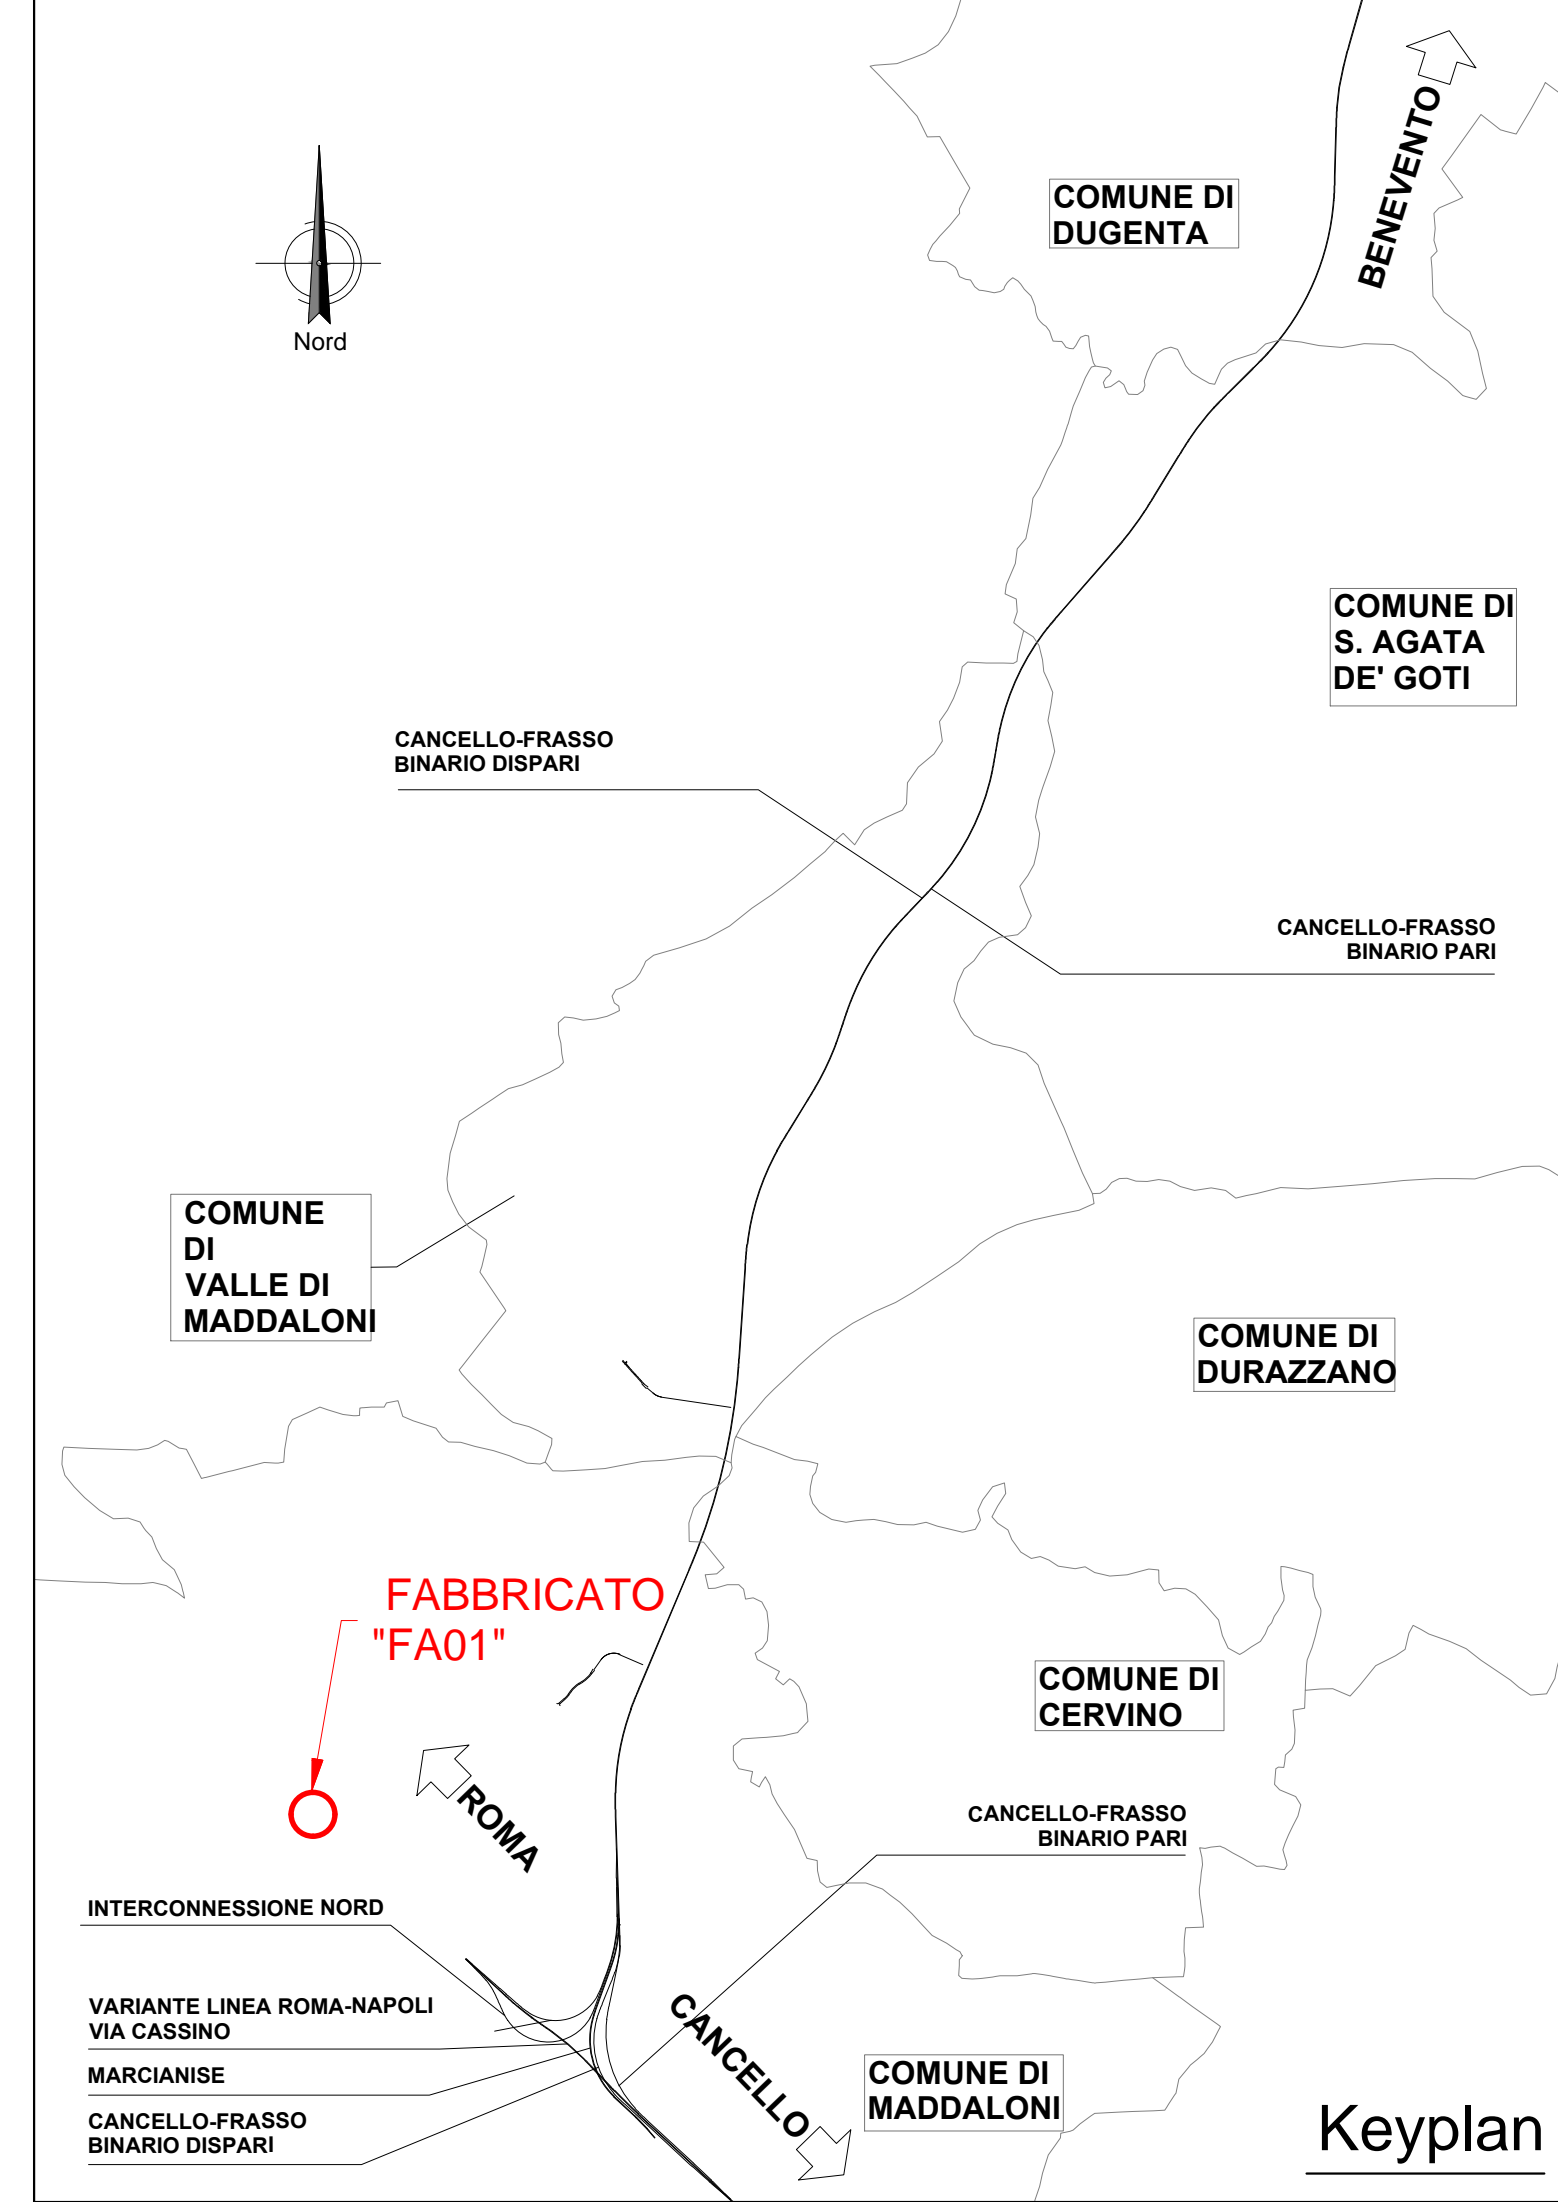 BENEVENTO
COMUNE DI
DUGENTA
Nord
COMUNE DI
S. AGATA
DE' GOTI
CANCELLO-FRASSO
BINARIO DISPARI
CANCELLO-FRASSO
BINARIO PARI
COMUNE
DI
VALLE DI
MADDALONI
COMUNE DI
DURAZZANO
FABBRICATO
"FA01"
COMUNE DI
CERVINO
ROMA
CANCELLO-FRASSO
BINARIO PARI
INTERCONNESSIONE NORD
VARIANTE LINEA ROMA-NAPOLI
VIA CASSINO
MARCIANISE
CANCELLO-FRASSO
BINARIO DISPARI
CANCELLO
COMUNE DI
MADDALONI
Keyplan